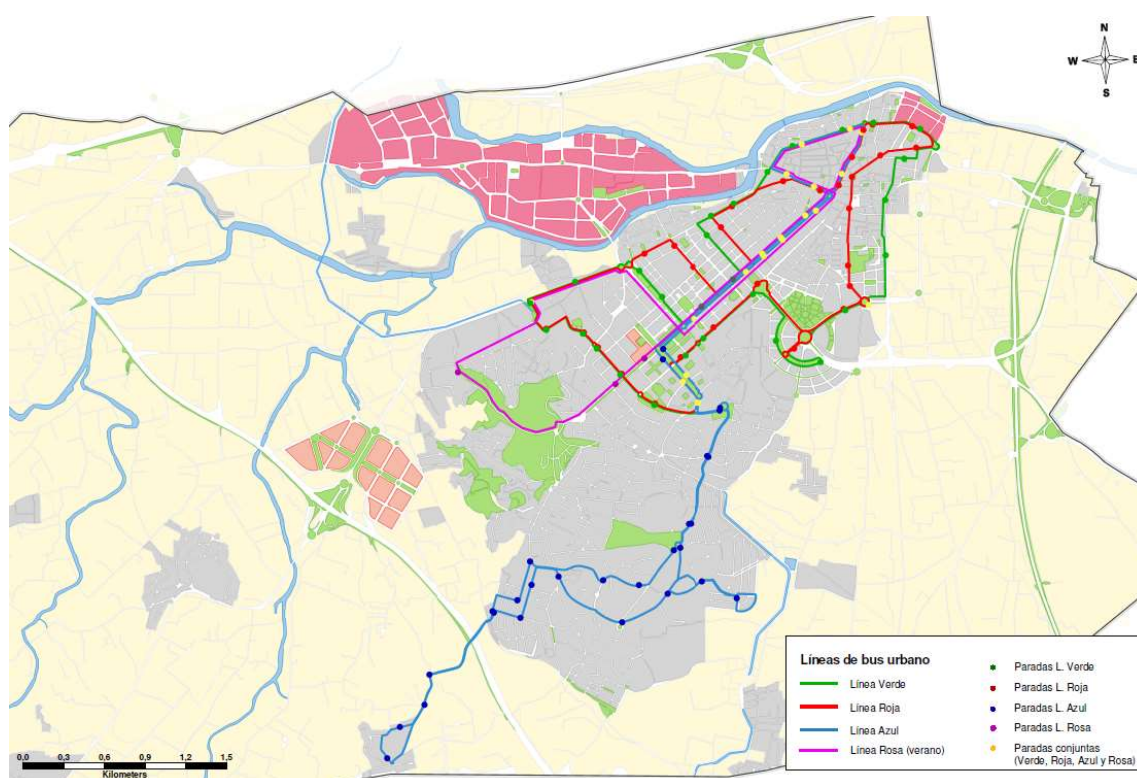 N
W E
S
Líneas de bus urbano
Línea Verde
Línea Roja
Línea Azul
Línea Rosa (verano)
Paradas L. Verde
Paradas L. Roja
Paradas L. Azul
Paradas L. Rosa
Paradas conjuntas
(Verde, Roja, Azul y Rosa)
0,0 0,3 0,6 0,9 1,2 1,5
Kilometers